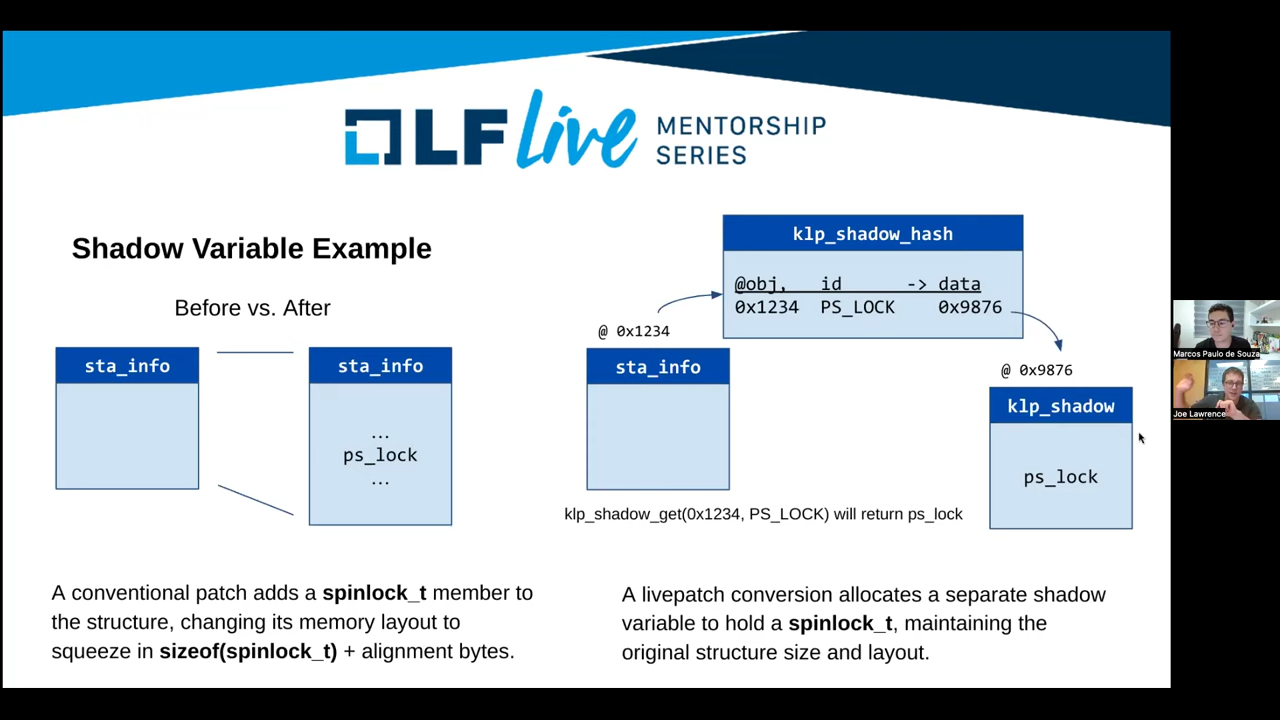 LF live MENTORSHIP
SERIES
Shadow Variable Example
Before vs. After
sta_info
sta_info
...
ps_lock
...
klp_shadow_hash
@obj, id -> data
0x1234 PS_LOCK 0x9876
@ 0x1234
sta_info
@ 0x9876
klp_shadow
ps_lock
klp_shadow_get(0x1234, PS_LOCK) will return ps_lock
A conventional patch adds a spinlock_t member to
the structure, changing its memory layout to
squeeze in sizeof(spinlock_t) + alignment bytes.
A livepatch conversion allocates a separate shadow
variable to hold a spinlock_t, maintaining the
original structure size and layout.
Marcos Paulo de Souza
Joe Lawrence